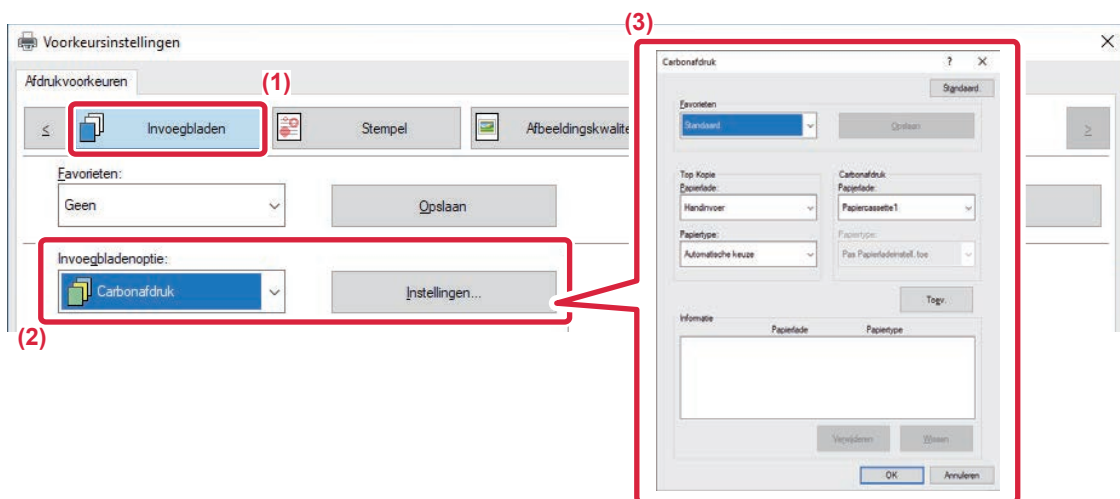 (3)
Voorkeursinstellingen
Afdrukvoorkeuren
(1)
< Invoegbladen Stempel Afbeeldingskwalite >
Favorieten:
Geen Opslaan
Invoegbladenoptie:
Carbonafdruk Instellingen...
(2)
Carbonafdruk ? X
Standaard.
Favorieten
Standaard Opslaan
Top Kopie Carbonafdruk
Papierlade: Papierlade:
Handinvoer Papiercassette1
Papiertype: Papiertype:
Automatische keuze Pas Papierladeinstell. toe
Toev.
Informatie
Papierlade Papiertype
Verwijderen Wissen
OK Annuleren